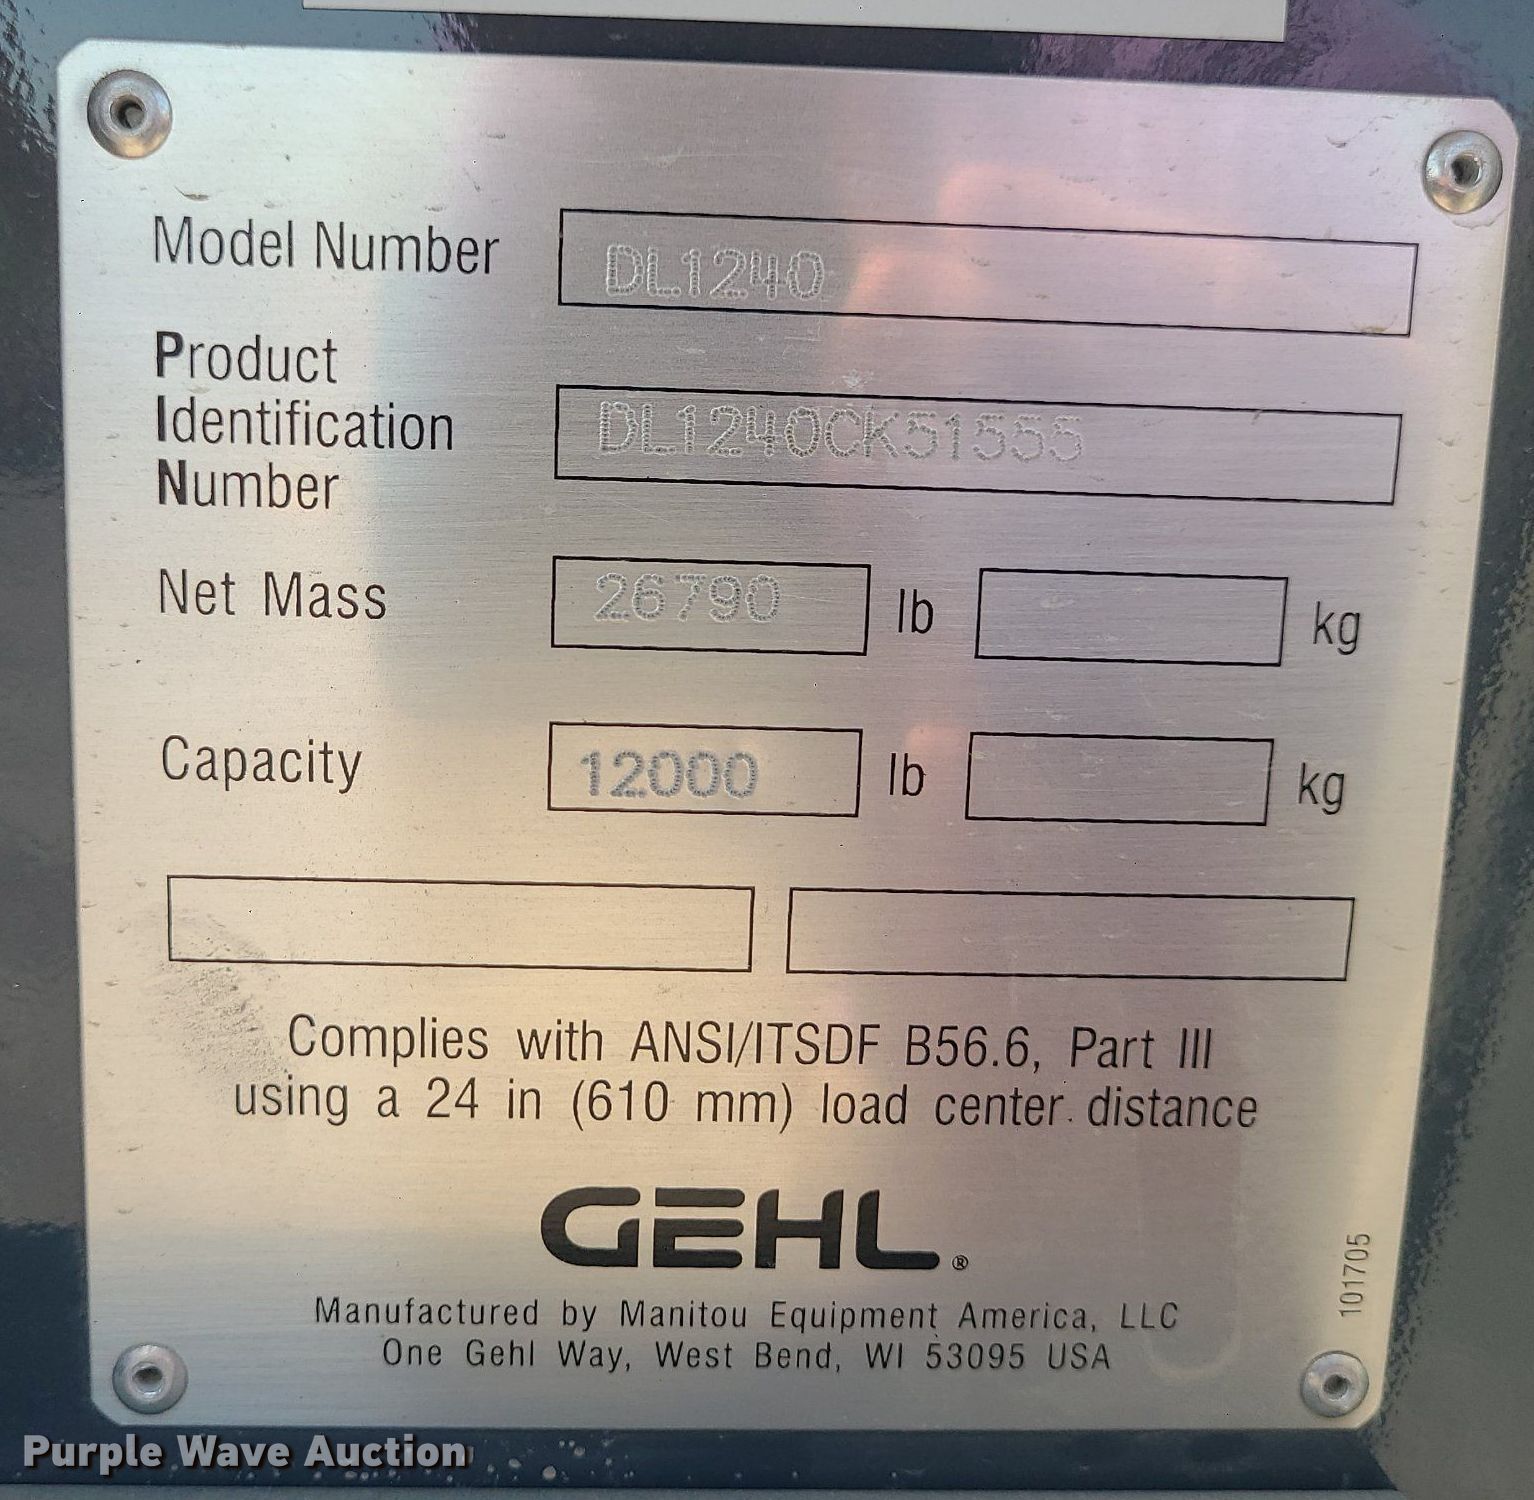 Model Number DL1240
Product
Identification
Number
DL1240CK51555
Net Mass 26790 lb kg
Capacity 12000 lb kg
Complies with ANSI/ITSDF B56.6, Part III
using a 24 in (610 mm) load center distance
GEHL®
Manufactured by Manitou Equipment America, LLC
One Gehl Way, West Bend, WI 53095 USA
101705
Purple Wave Auction